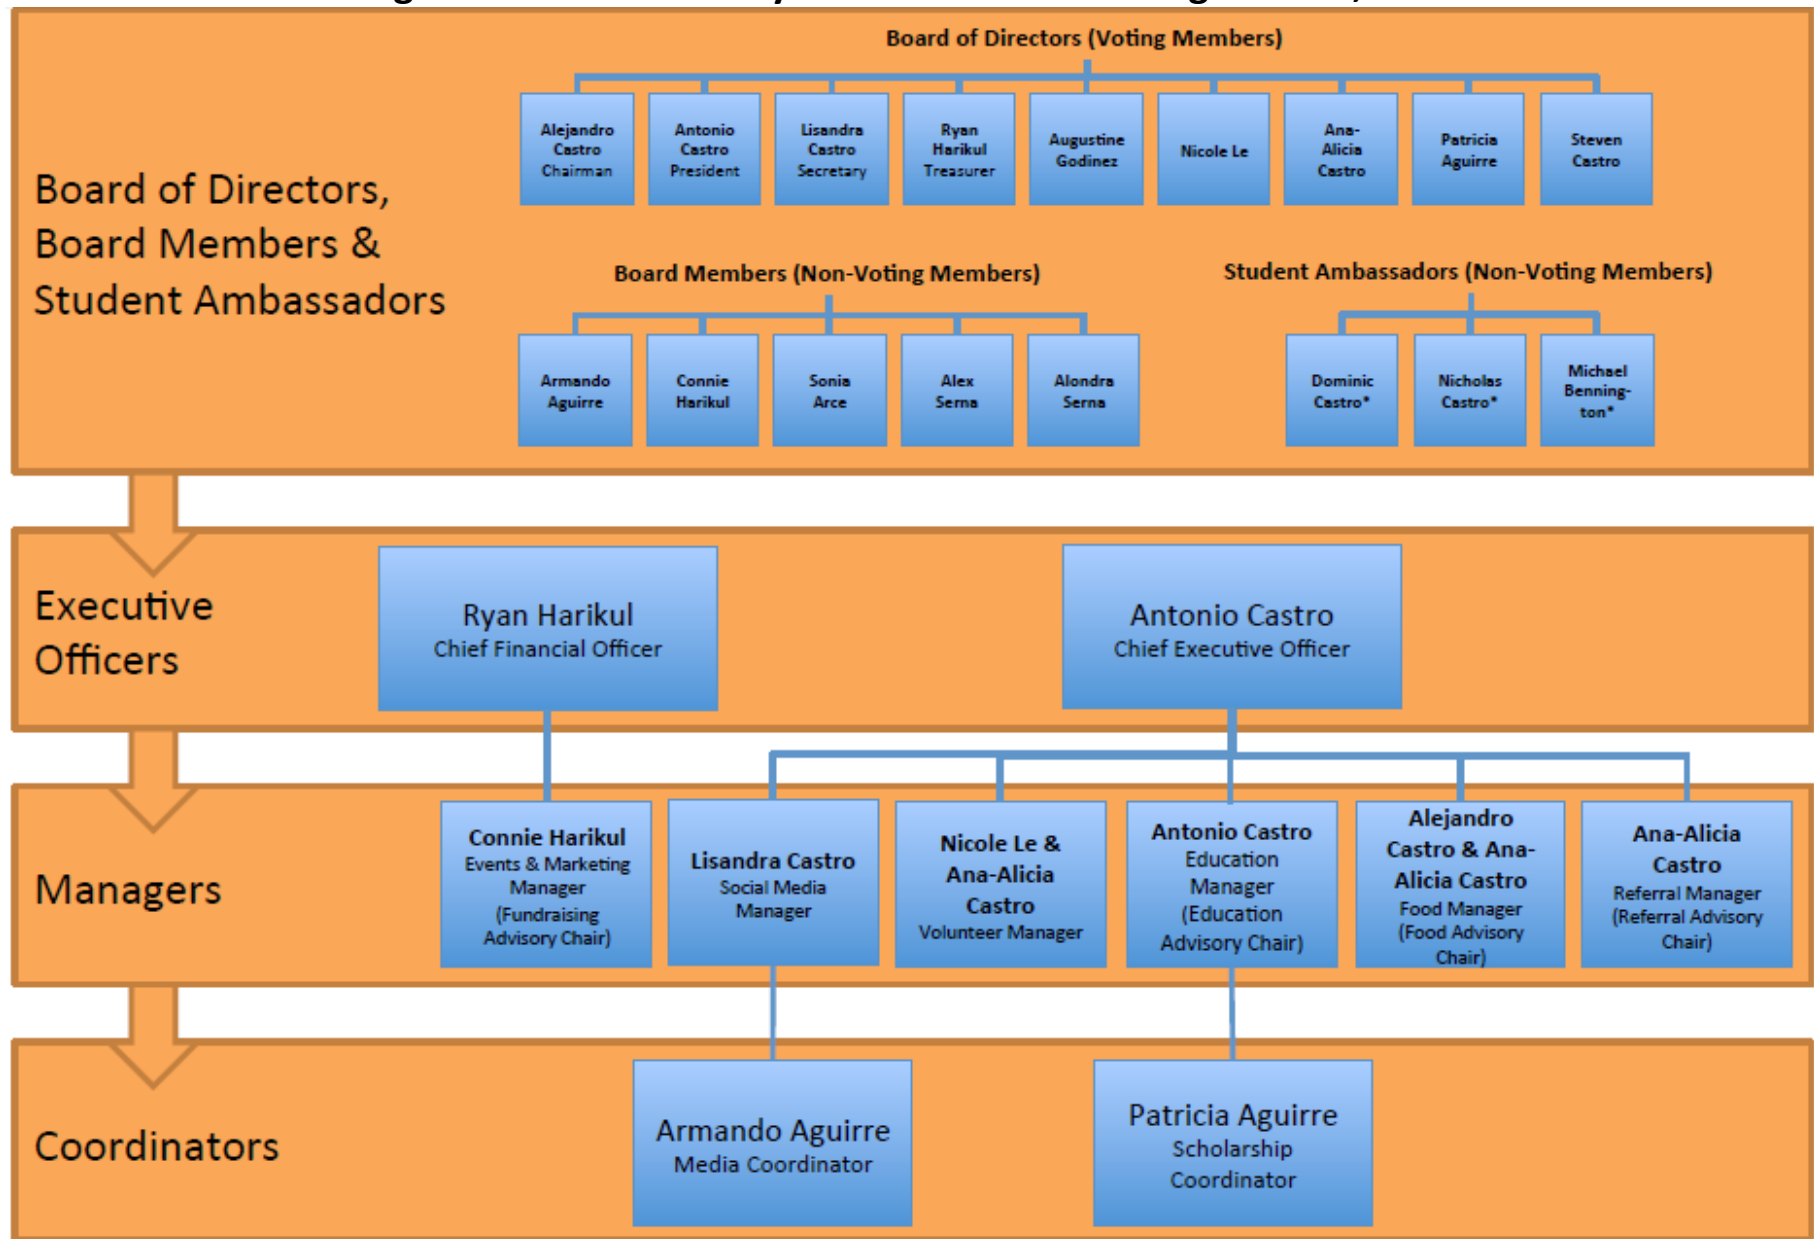 Board of Directors (Voting Members)
Alejandro
Castro
Chairman
Antonio
Castro
President
Lisandra
Castro
Secretary
Ryan
Harikul
Treasurer
Augustine
Godinez
Nicole Le
Ana-
Alicia
Castro
Patricia
Aguirre
Steven
Castro
Board of Directors,
Board Members &
Student Ambassadors
Board Members (Non-Voting Members)
Armando
Aguirre
Connie
Harikul
Sonia
Arce
Alex
Serna
Alondra
Serna
Student Ambassadors (Non-Voting Members)
Dominic
Castro*
Nicholas
Castro*
Michael
Benning-
ton*
Executive
Officers
Ryan Harikul
Chief Financial Officer
Antonio Castro
Chief Executive Officer
Managers
Connie Harikul
Events & Marketing
Manager
(Fundraising
Advisory Chair)
Lisandra Castro
Social Media
Manager
Nicole Le &
Ana-Alicia
Castro
Volunteer Manager
Antonio Castro
Education
Manager
(Education
Advisory Chair)
Alejandro
Castro & Ana-
Alicia Castro
Food Manager
(Food Advisory
Chair)
Ana-Alicia
Castro
Referral Manager
(Referral Advisory
Chair)
Coordinators
Armando Aguirre
Media Coordinator
Patricia Aguirre
Scholarship
Coordinator